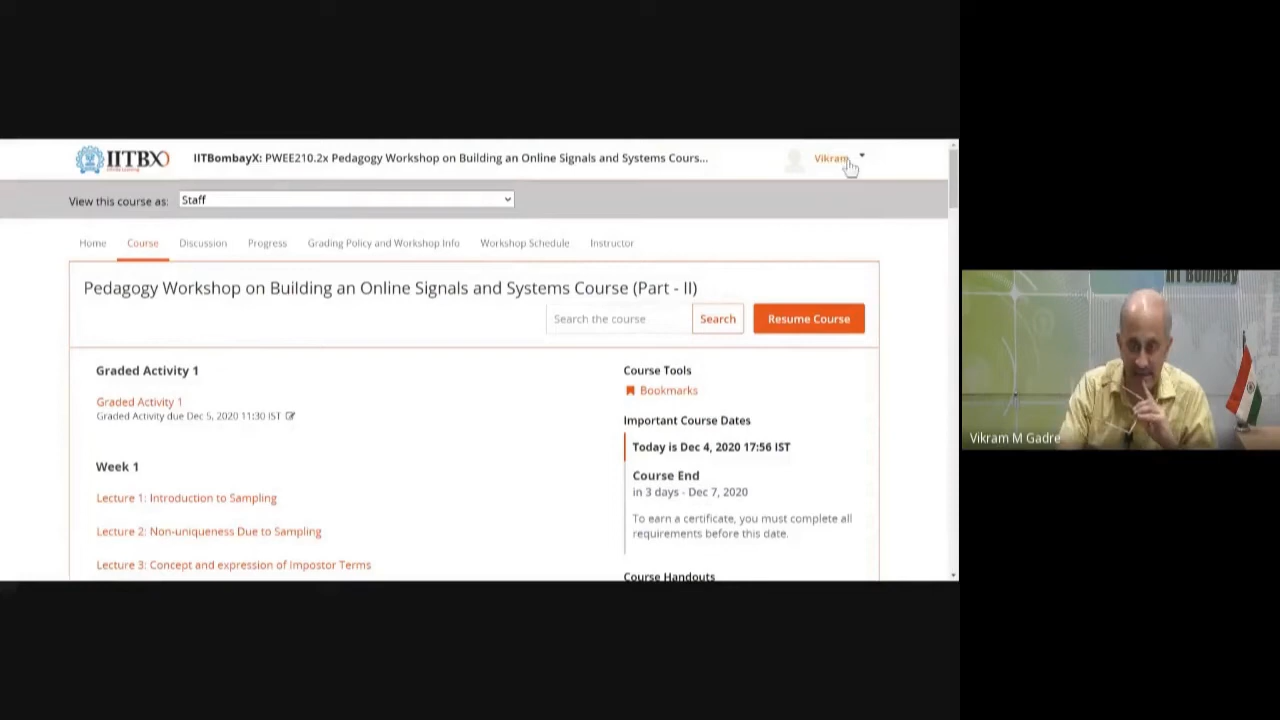 IITBX
IITBombayX: PWEE210.2x Pedagogy Workshop on Building an Online Signals and Systems Cours...
Vikram
View this course as:
Staff
Home
Course
Discussion
Progress
Grading Policy and Workshop Info
Workshop Schedule
Instructor
Pedagogy Workshop on Building an Online Signals and Systems Course (Part - II)
Search the course
Search
Resume Course
Graded Activity 1
Graded Activity 1
Graded Activity due Dec 5, 2020 11:30 IST
Week 1
Lecture 1: Introduction to Sampling
Lecture 2: Non-uniqueness Due to Sampling
Lecture 3: Concept and expression of Impostor Terms
Course Tools
Bookmarks
Important Course Dates
Today is Dec 4, 2020 17:56 IST
Course End
in 3 days - Dec 7, 2020
To earn a certificate, you must complete all
requirements before this date.
Course Handouts
IIT Bombay
Vikram M Gadre